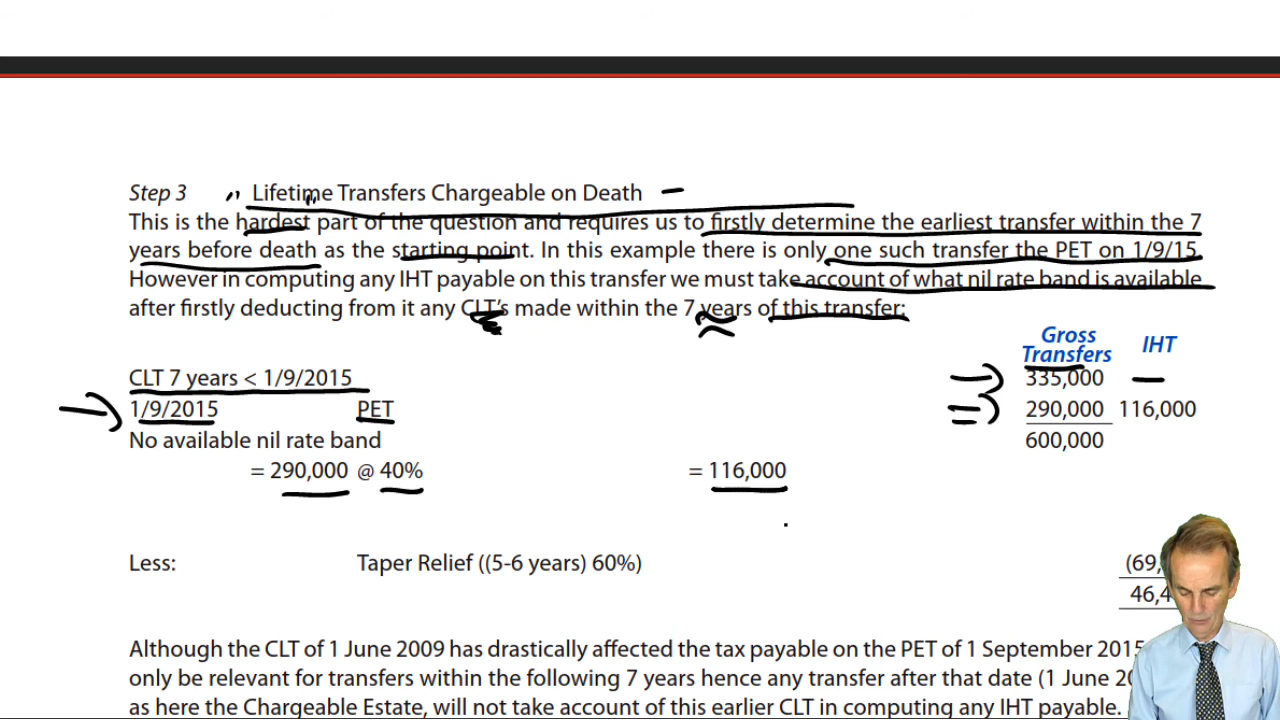 Step 3 " Lifetime Transfers Chargeable on Death
This is the hardest part of the question and requires us to firstly determine the earliest transfer within the 7
years before death as the starting point. In this example there is only one such transfer the PET on 1/9/15.
However in computing any IHT payable on this transfer we must take account of what nil rate band is available
after firstly deducting from it any CLT's made within the 7 years of this transfer:
Gross
Transfers IHT
CLT 7 years < 1/9/2015 335,000 —
1/9/2015 PET 290,000 116,000
No available nil rate band 600,000
= 290,000 @ 40% = 116,000
Less: Taper Relief ((5-6 years) 60%) (69,
46,4
Although the CLT of 1 June 2009 has drastically affected the tax payable on the PET of 1 September 2015
only be relevant for transfers within the following 7 years hence any transfer after that date (1 June 20
as here the Chargeable Estate, will not take account of this earlier CLT in computing any IHT payable.